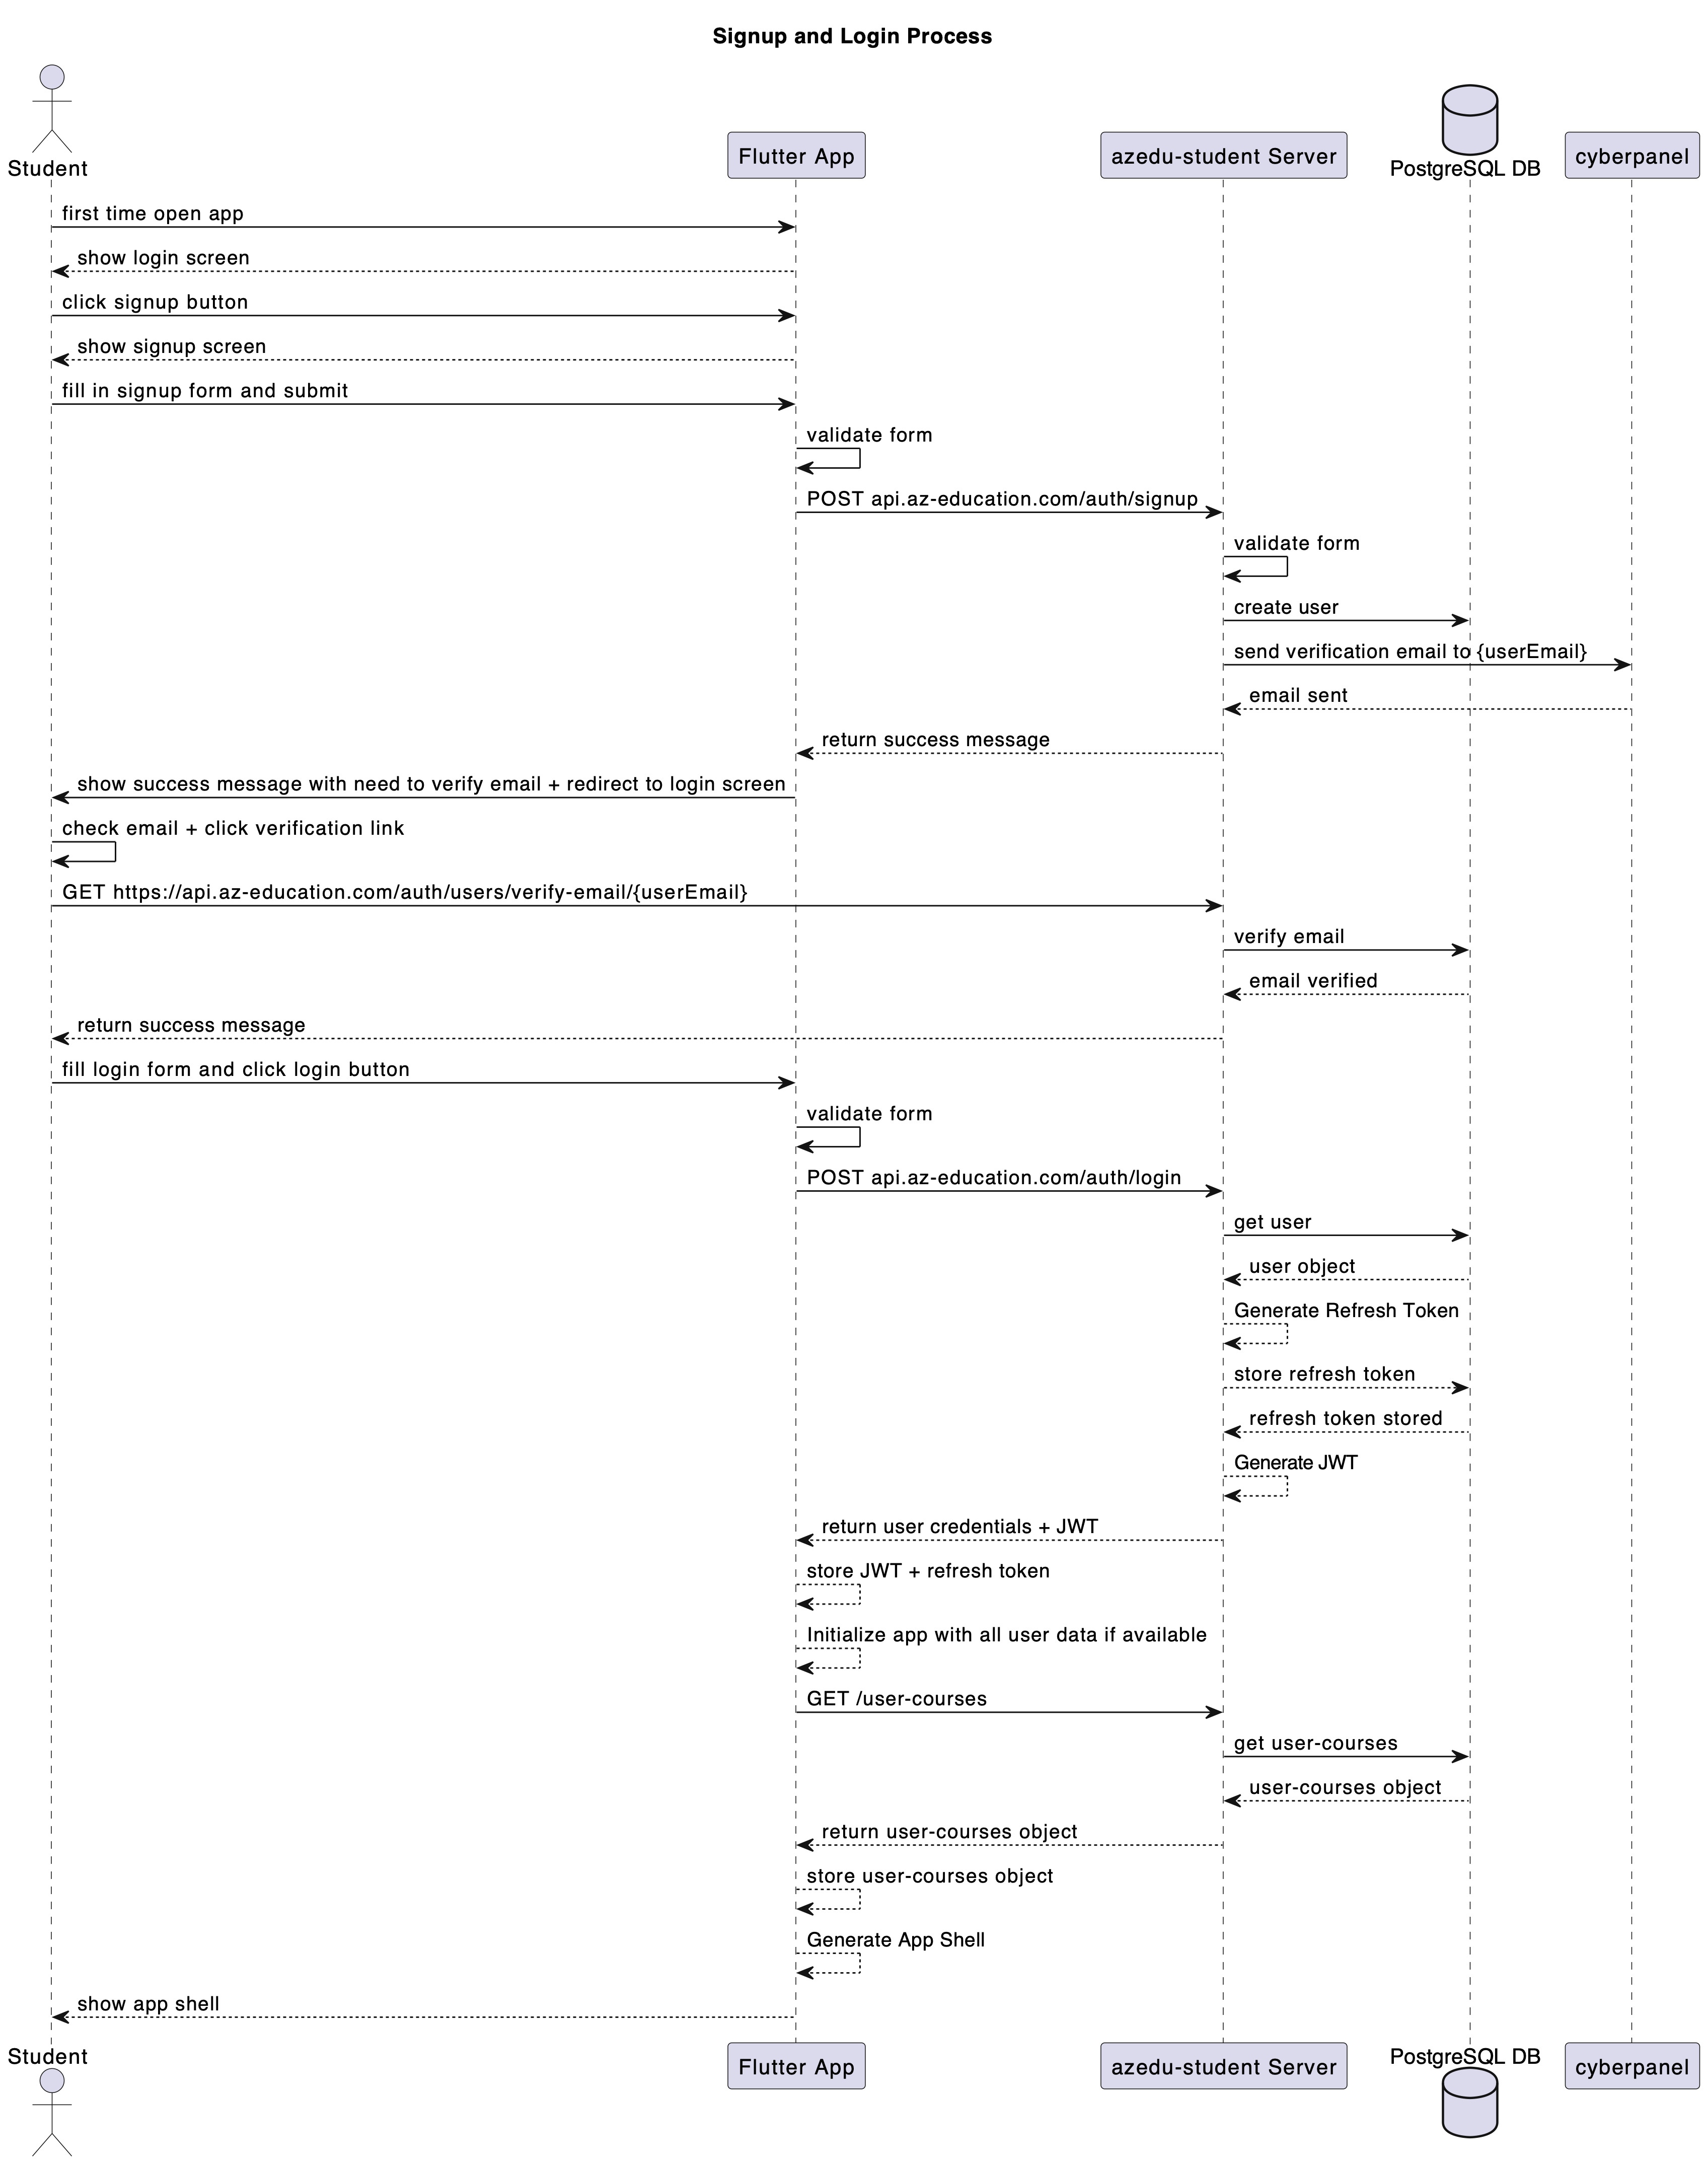 Signup and Login Process
Student
Flutter App
azedu-student Server
PostgreSQL DB
cyberpanel
first time open app
show login screen
click signup button
show signup screen
fill in signup form and submit
validate form
POST api.az-education.com/auth/signup
validate form
create user
send verification email to {userEmail}
email sent
return success message
show success message with need to verify email + redirect to login screen
check email + click verification link
GET https://api.az-education.com/auth/users/verify-email/{userEmail}
verify email
email verified
return success message
fill login form and click login button
validate form
POST api.az-education.com/auth/login
get user
user object
Generate Refresh Token
store refresh token
refresh token stored
Generate JWT
return user credentials + JWT
store JWT + refresh token
Initialize app with all user data if available
GET /user-courses
get user-courses
user-courses object
return user-courses object
store user-courses object
Generate App Shell
show app shell
Student
Flutter App
azedu-student Server
PostgreSQL DB
cyberpanel